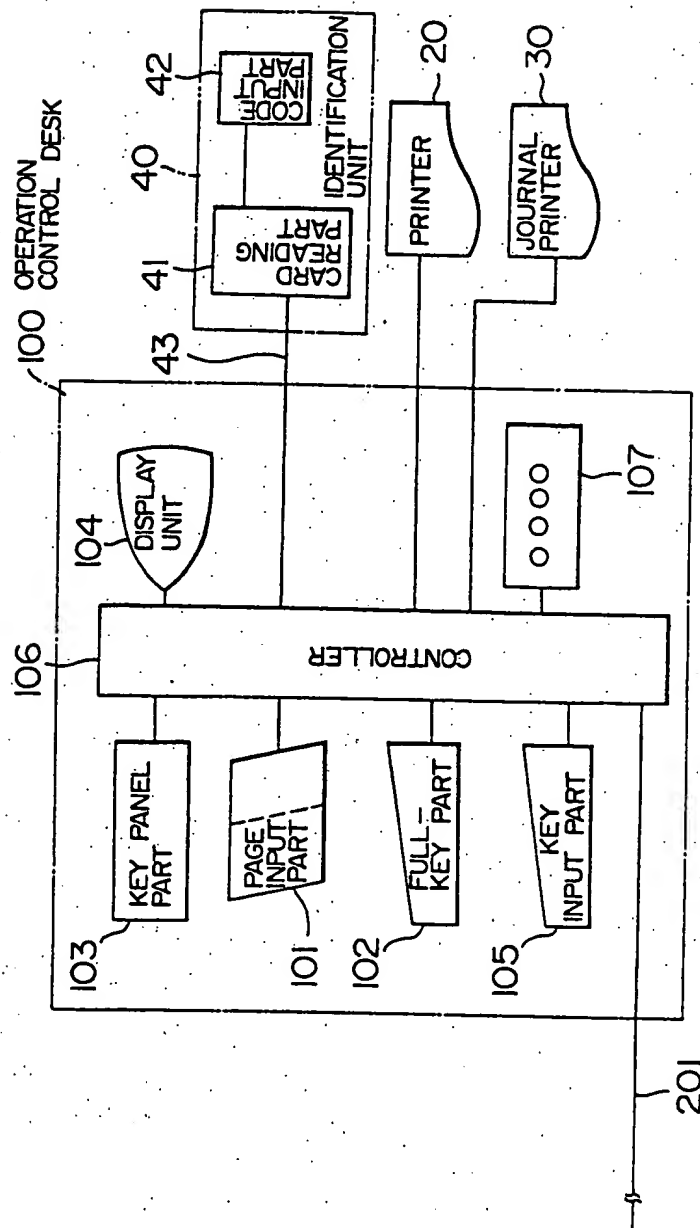 100 OPERATION
CONTROL DESK
104
DISPLAY
UNIT
106
CONTROLLER
103
KEY PANEL
PART
PAGE
INPUT
PART
101
102
FULL-
KEY PART
105
KEY
INPUT PART
107
201
43
40
41
CARD
READING
PART
42
CODE
INPUT
PART
IDENTIFICATION
UNIT
20
PRINTER
30
JOURNAL
PRINTER